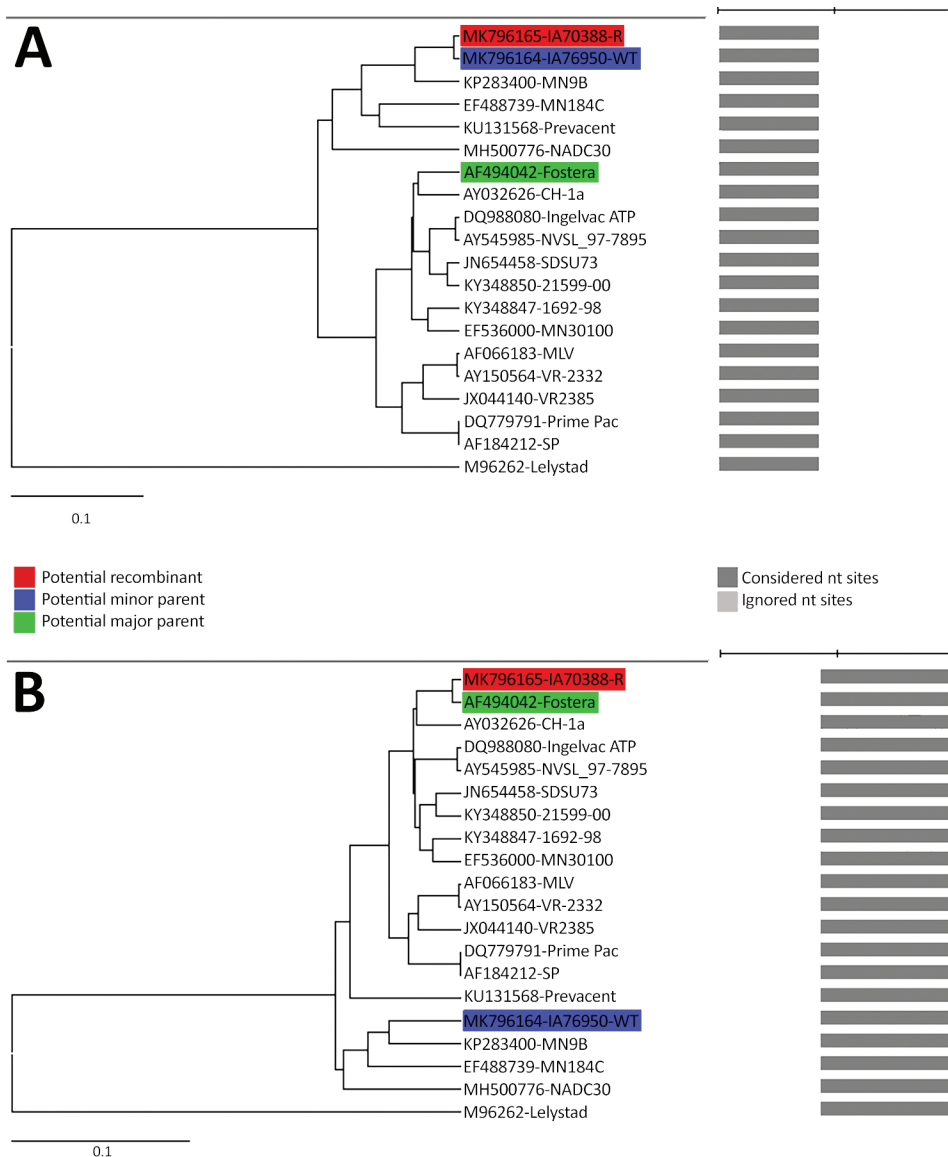 A
MK796165-IA70388-R
MK796164-IA76950-WT
KP283400-MN9B
EF488739-MN184C
KU131568-Prevacent
MH500776-NADC30
AF494042-Fostera
AY032626-CH-1a
DQ988080-Ingelvac ATP
AY545985-NVSL_97-7895
JN654458-SDSU73
KY348850-21599-00
KY348847-1692-98
EF536000-MN30100
AF066183-MLV
AY150564-VR-2332
JX044140-VR2385
DQ779791-Prime Pac
AF184212-SP
M96262-Lelystad
0.1
Potential recombinant
Potential minor parent
Potential major parent
Considered nt sites
Ignored nt sites
B
MK796165-IA70388-R
AF494042-Fostera
AY032626-CH-1a
DQ988080-Ingelvac ATP
AY545985-NVSL_97-7895
JN654458-SDSU73
KY348850-21599-00
KY348847-1692-98
EF536000-MN30100
AF066183-MLV
AY150564-VR-2332
JX044140-VR2385
DQ779791-Prime Pac
AF184212-SP
KU131568-Prevacent
MK796164-IA76950-WT
KP283400-MN9B
EF488739-MN184C
MH500776-NADC30
M96262-Lelystad
0.1